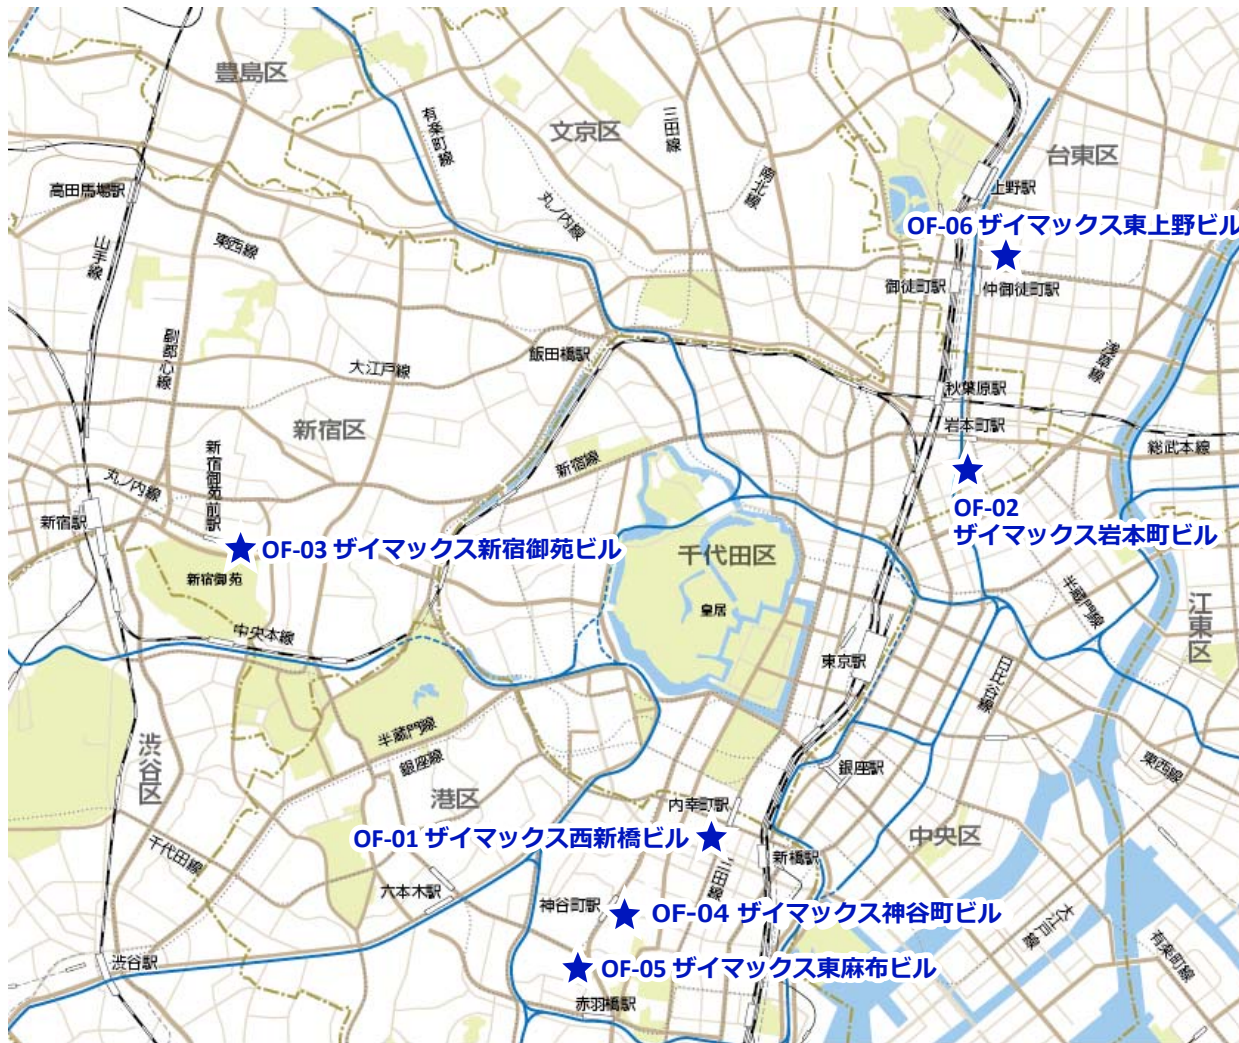 豊島区
有楽町線
文京区
三田線
南北線
台東区
高田馬場駅
上野駅
丸ノ内線
山手線
東西線
OF-06 ザイマックス東上野ビル
御徒町駅
仲御徒町駅
副都心線
大江戸線
飯田橋駅
浅草線
秋葉原駅
岩本町駅
新宿区
新宿御苑前駅
新宿線
総武本線
丸ノ内線
新宿駅
OF-02
ザイマックス岩本町ビル
OF-03 ザイマックス新宿御苑ビル
千代田区
新宿御苑
皇居
半蔵門線
江東区
中央本線
東京駅
日比谷線
半蔵門線
銀座線
渋谷区
銀座駅
東西線
港区
内幸町駅
OF-01 ザイマックス西新橋ビル
中央区
新橋駅
千代田線
三田線
六本木駅
神谷町駅
OF-04 ザイマックス神谷町ビル
大江戸線
有楽町線
渋谷駅
OF-05 ザイマックス東麻布ビル
赤羽橋駅